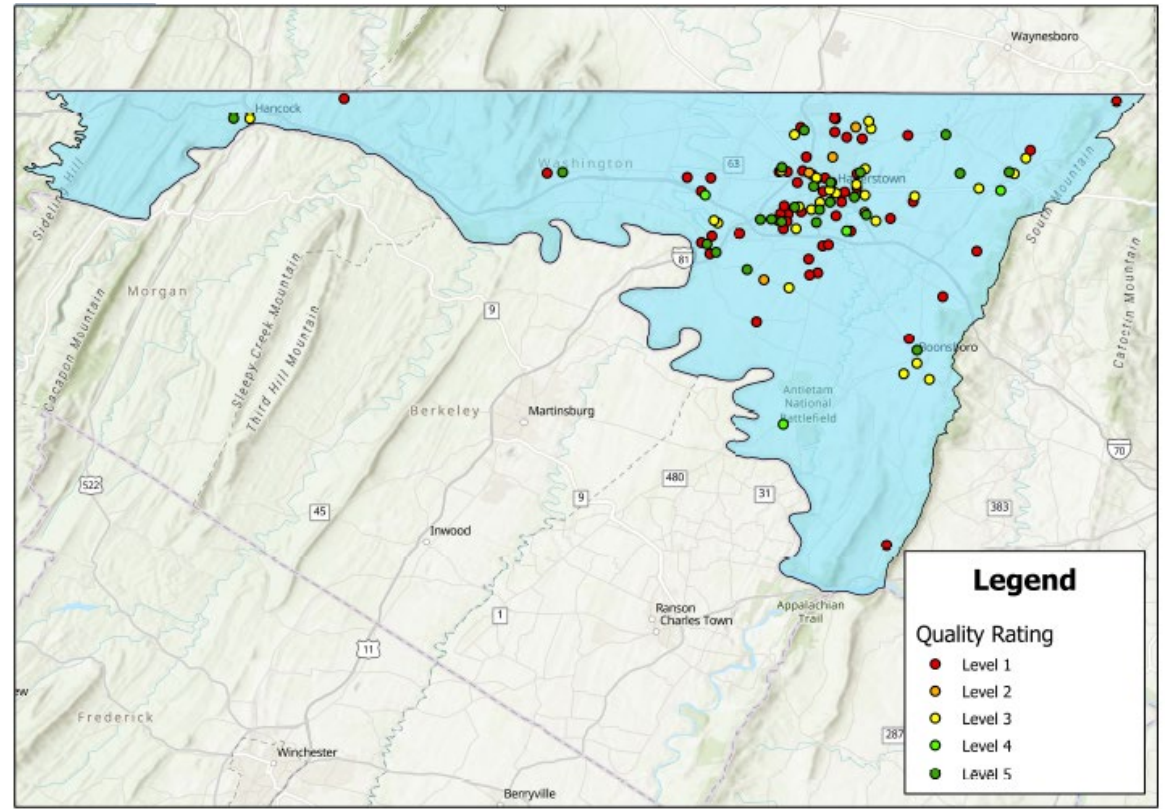 Waynesboro
Hancock
Washington
63
Hagerstown
Sideling Hill
South Mountain
81
Morgan
Catoctin Mountain
Cacapon Mountain
Sleepy Creek Mountain
Third Hill Mountain
9
Boonsboro
Berkeley
Martinsburg
Antietam
National
Battlefield
70
522
480
9
31
45
383
Inwood
Legend
Quality Rating
Level 1
Level 2
Level 3
Level 4
Level 5
Appalachian
Trail
Ranson
Charles Town
1
11
ew
Frederick
287
Winchester
Berryville